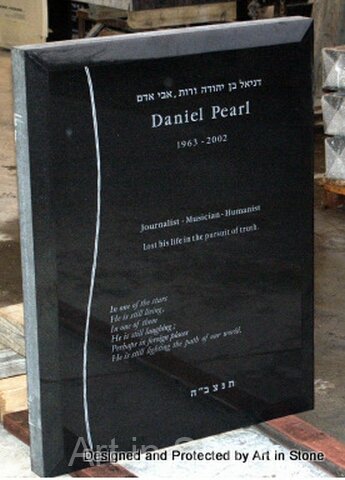 דניאל בן יהודה ורות, אבי אדם
Daniel Pearl
1963 - 2002
Journalist - Musician - Humanist
Lost his life in the pursuit of truth.
In one of the stars
He is still living,
In one of them
He is still laughing;
Perhaps in foreign places
He is still lighting the path of our world.
תנצב״ה
Art in Stone
Designed and Protected by Art in Stone